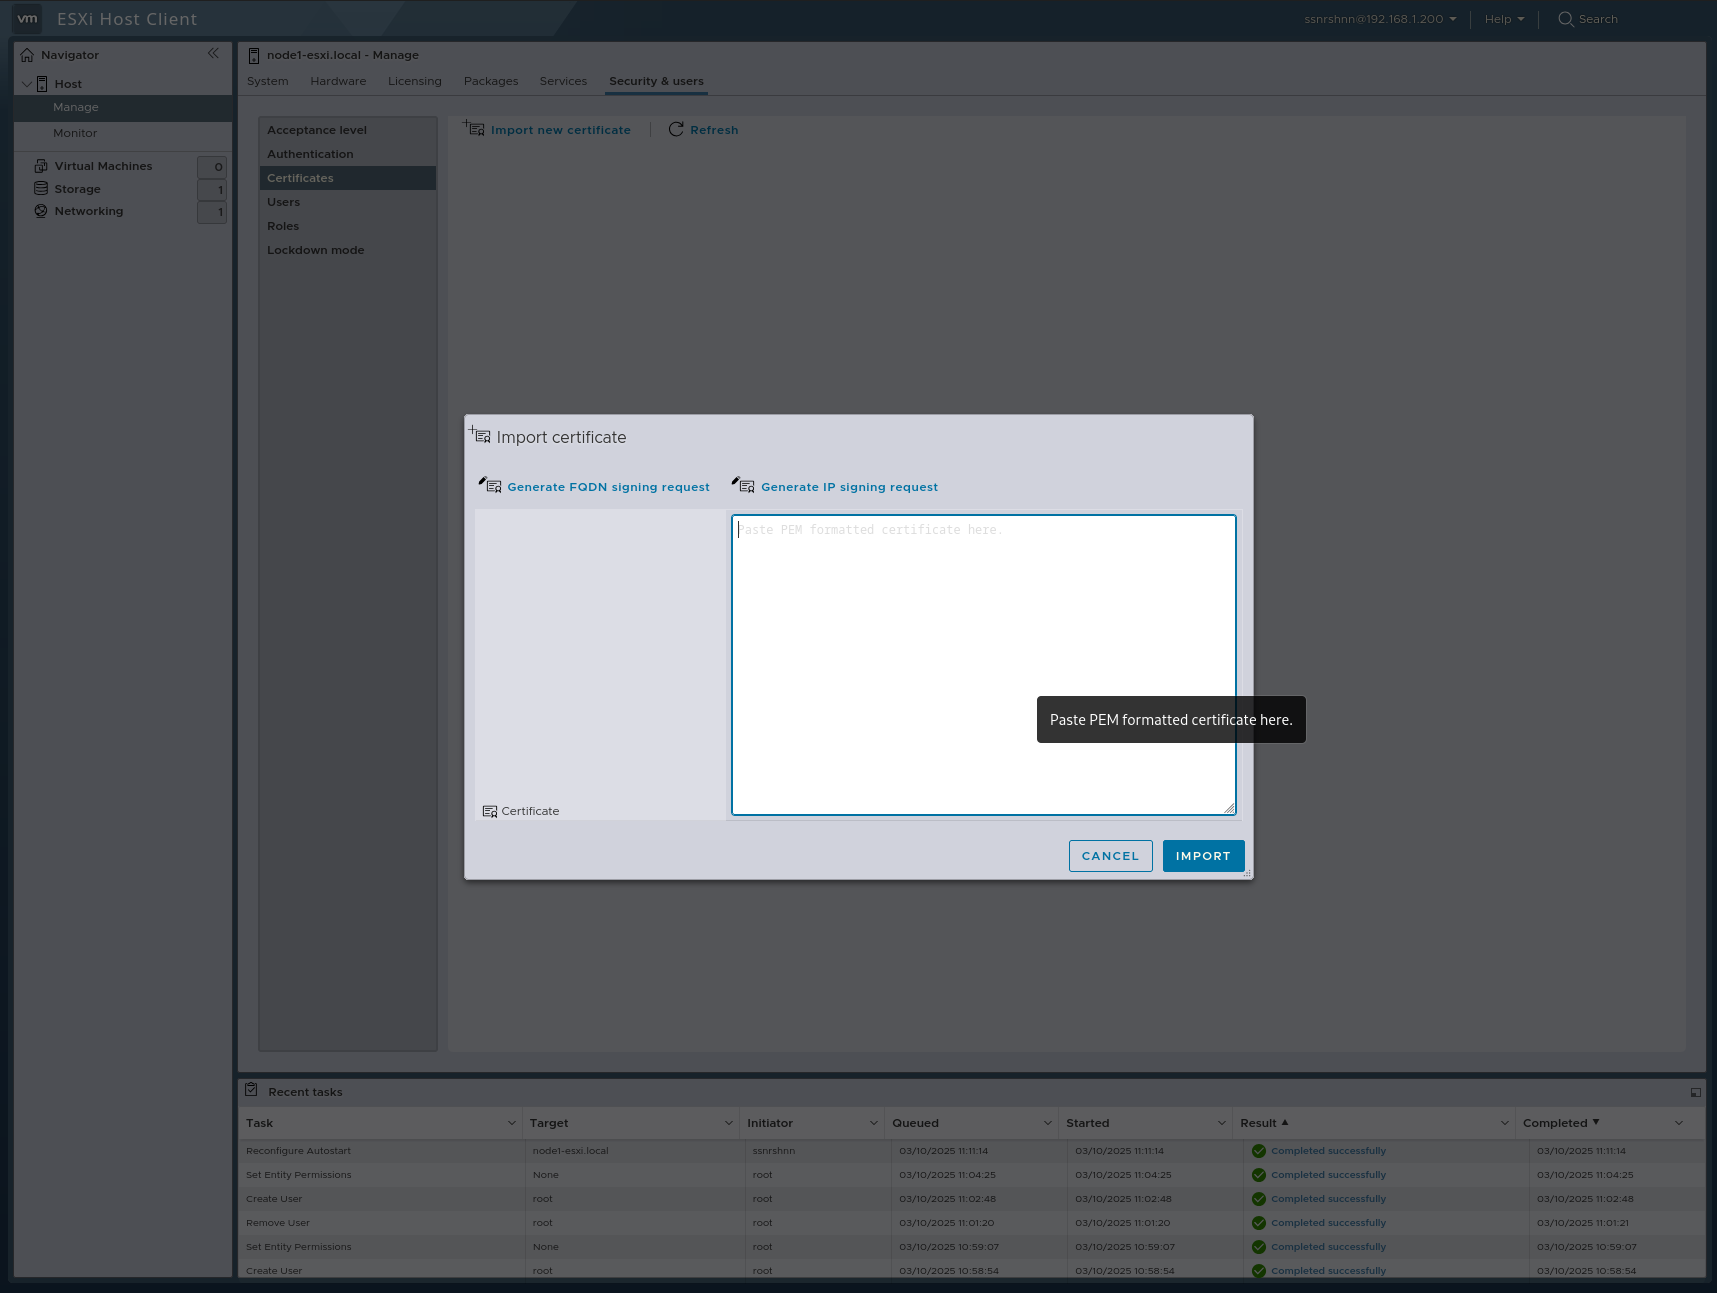 vm ESXi Host Client
ssnrshnn@192.168.1.200 Help Search
Navigator
Host
Manage
Monitor
Virtual Machines 0
Storage 1
Networking 1
node1-esxi.local - Manage
System Hardware Licensing Packages Services Security & users
Acceptance level
Authentication
Certificates
Users
Roles
Lockdown mode
Import new certificate Refresh
Import certificate
Generate FQDN signing request Generate IP signing request
Paste PEM formatted certificate here.
Paste PEM formatted certificate here.
Certificate
CANCEL IMPORT
Recent tasks
Task Target Initiator Queued Started Result Completed
Reconfigure Autostart node1-esxi.local ssnrshnn 03/10/2025 11:11:14 03/10/2025 11:11:14 Completed successfully 03/10/2025 11:11:14
Set Entity Permissions None root 03/10/2025 11:04:25 03/10/2025 11:04:25 Completed successfully 03/10/2025 11:04:25
Create User root root 03/10/2025 11:02:48 03/10/2025 11:02:48 Completed successfully 03/10/2025 11:02:48
Remove User root root 03/10/2025 11:01:20 03/10/2025 11:01:20 Completed successfully 03/10/2025 11:01:21
Set Entity Permissions None root 03/10/2025 10:59:07 03/10/2025 10:59:07 Completed successfully 03/10/2025 10:59:07
Create User root root 03/10/2025 10:58:54 03/10/2025 10:58:54 Completed successfully 03/10/2025 10:58:54